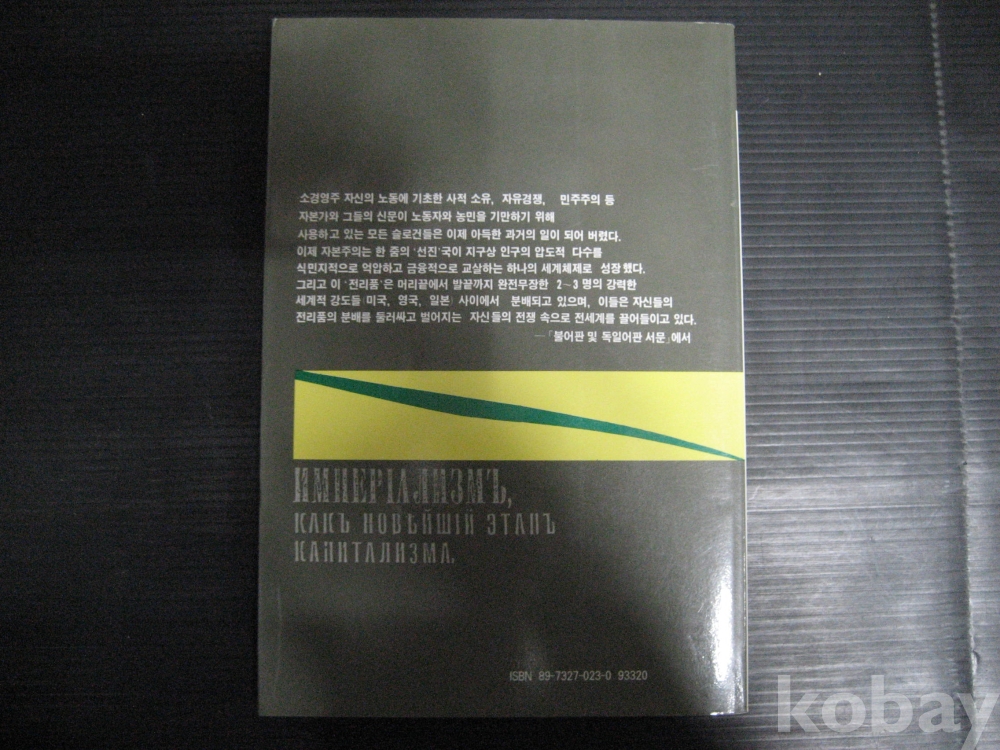 소경영주 자신의 노동에 기초한 사적 소유, 자유경쟁, 민주주의 등
자본가와 그들의 신문이 노동자와 농민을 기만하기 위해
사용하고 있는 모든 슬로건들은 이제 아득한 과거의 일이 되어 버렸다.
이제 자본주의는 한 줌의 '선진'국이 지구상 인구의 압도적 다수를
식민지적으로 억압하고 금융적으로 교살하는 하나의 세계체제로 성장했다.
그리고 이 '전리품'은 머리끝에서 발끝까지 완전무장한 2~3 명의 강력한
세계적 강도들(미국, 영국, 일본) 사이에서 분배되고 있으며, 이들은 자신들의
전리품의 분배를 둘러싸고 벌어지는 자신들의 전쟁 속으로 전세계를 끌어들이고 있다.
―「불어판 및 독일어판 서문」에서
ИМПЕРІАЛИЗМЪ,
КАКЪ НОВѢЙШІЙ ЭТАПЪ
КАПИТАЛИЗМА.
ISBN 89-7327-023-0 93320
kobay